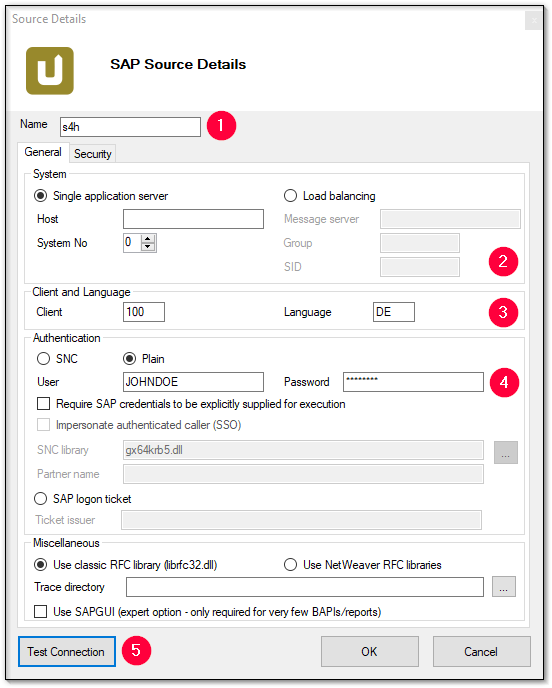 Source Details
x
SAP Source Details
Name s4h 1
General Security
System
Single application server Load balancing
Host Message server
System No 0 Group
SID 2
Client and Language
Client 100 Language DE 3
Authentication
SNC Plain
User JOHNDOE Password ******** 4
Require SAP credentials to be explicitly supplied for execution
Impersonate authenticated caller (SSO)
SNC library gx64krb5.dll ...
Partner name
SAP logon ticket
Ticket issuer
Miscellaneous
Use classic RFC library (librfc32.dll) Use NetWeaver RFC libraries
Trace directory ...
Use SAPGUI (expert option - only required for very few BAPIs/reports)
Test Connection 5 OK Cancel